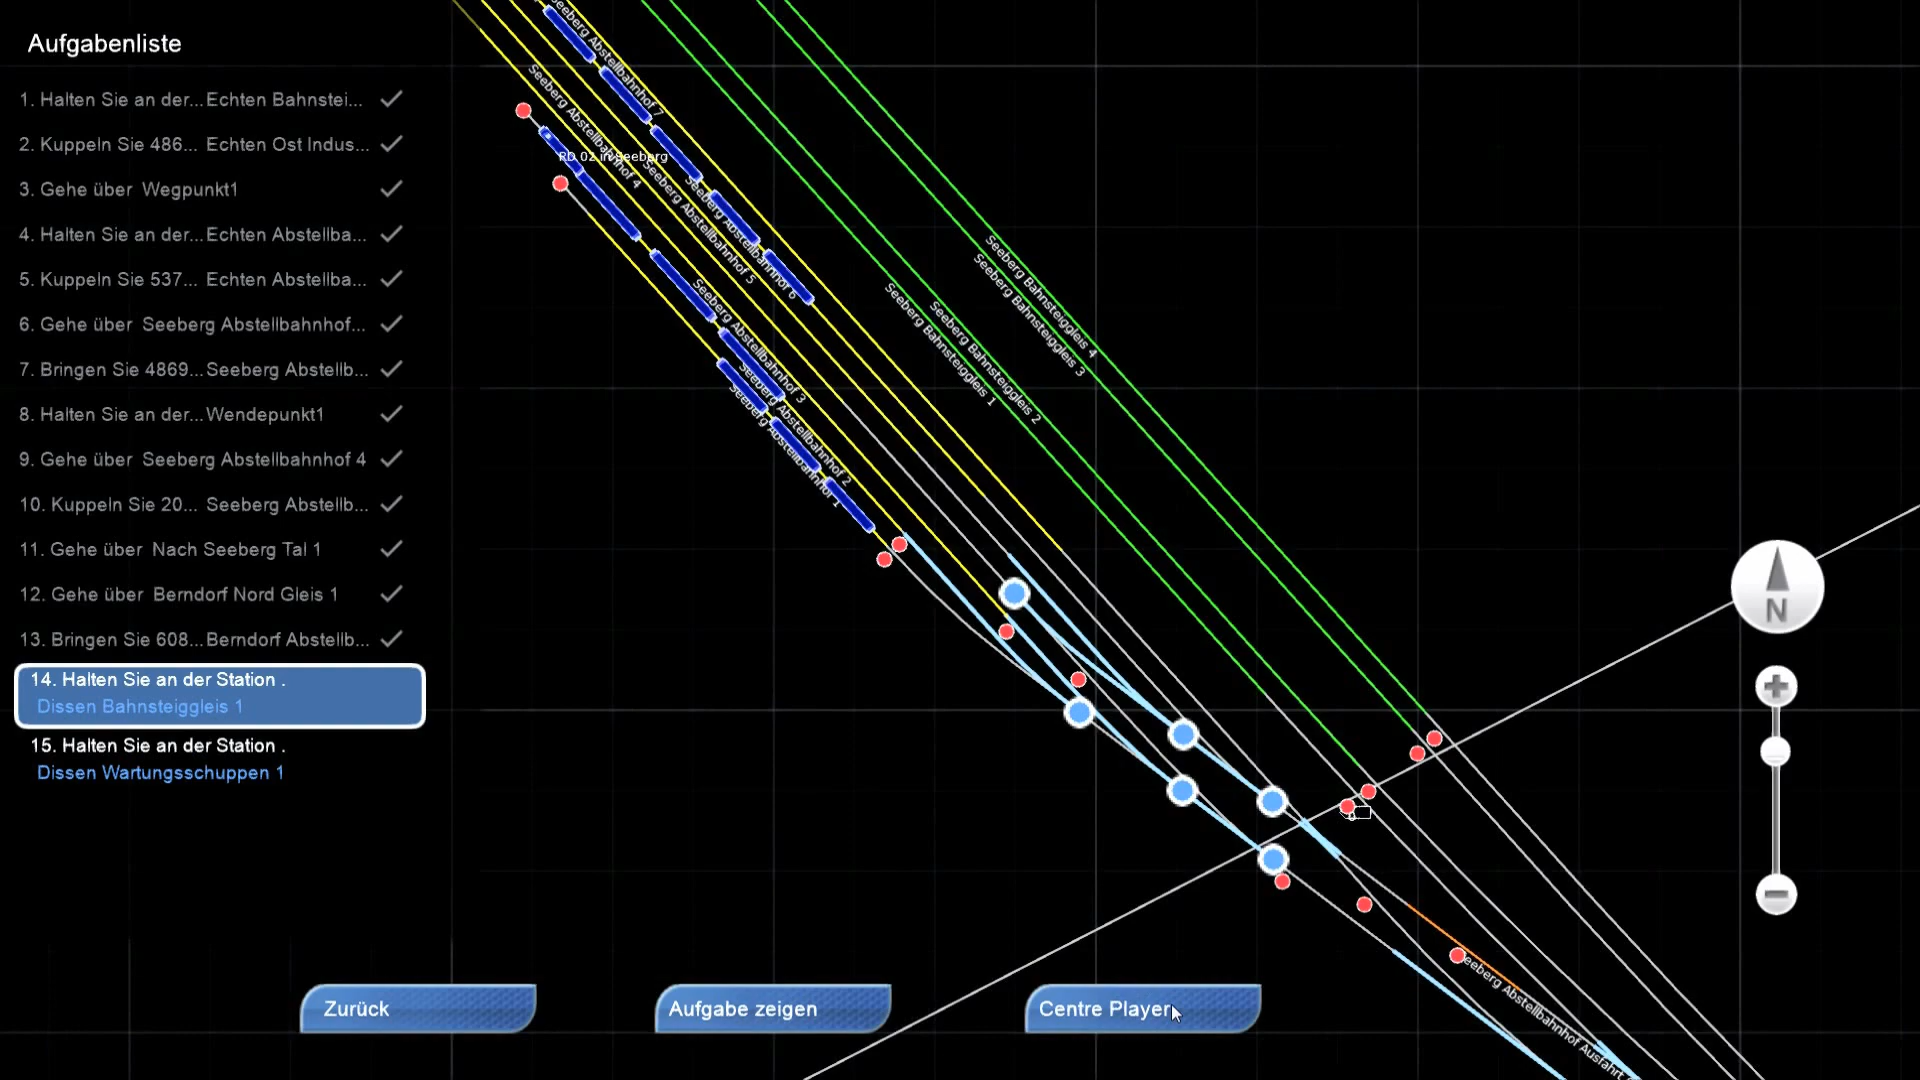 Aufgabenliste
1. Halten Sie an der... Echten Bahnstei...
2. Kuppeln Sie 486... Echten Ost Indus...
3. Gehe über Wegpunkt1
4. Halten Sie an der... Echten Abstellba...
5. Kuppeln Sie 537... Echten Abstellba...
6. Gehe über Seeberg Abstellbahnhof...
7. Bringen Sie 4869... Seeberg Abstellb...
8. Halten Sie an der... Wendepunkt1
9. Gehe über Seeberg Abstellbahnhof 4
10. Kuppeln Sie 20... Seeberg Abstellb...
11. Gehe über Nach Seeberg Tal 1
12. Gehe über Berndorf Nord Gleis 1
13. Bringen Sie 608... Berndorf Abstellb...
14. Halten Sie an der Station .
Dissen Bahnsteiggleis 1
15. Halten Sie an der Station .
Dissen Wartungsschuppen 1
Seeberg Abstellbahnhof 7
Seeberg Abstellbahnhof 4
RD 02 in Seeberg
Seeberg Abstellbahnhof 5
Seeberg Abstellbahnhof 6
Seeberg Abstellbahnhof 3
Seeberg Abstellbahnhof 2
Seeberg Abstellbahnhof 1
Seeberg Bahnsteiggleis 4
Seeberg Bahnsteiggleis 3
Seeberg Bahnsteiggleis 2
Seeberg Bahnsteiggleis 1
Seeberg Abstellbahnhof Ausfahrt
N
Zurück
Aufgabe zeigen
Centre Player